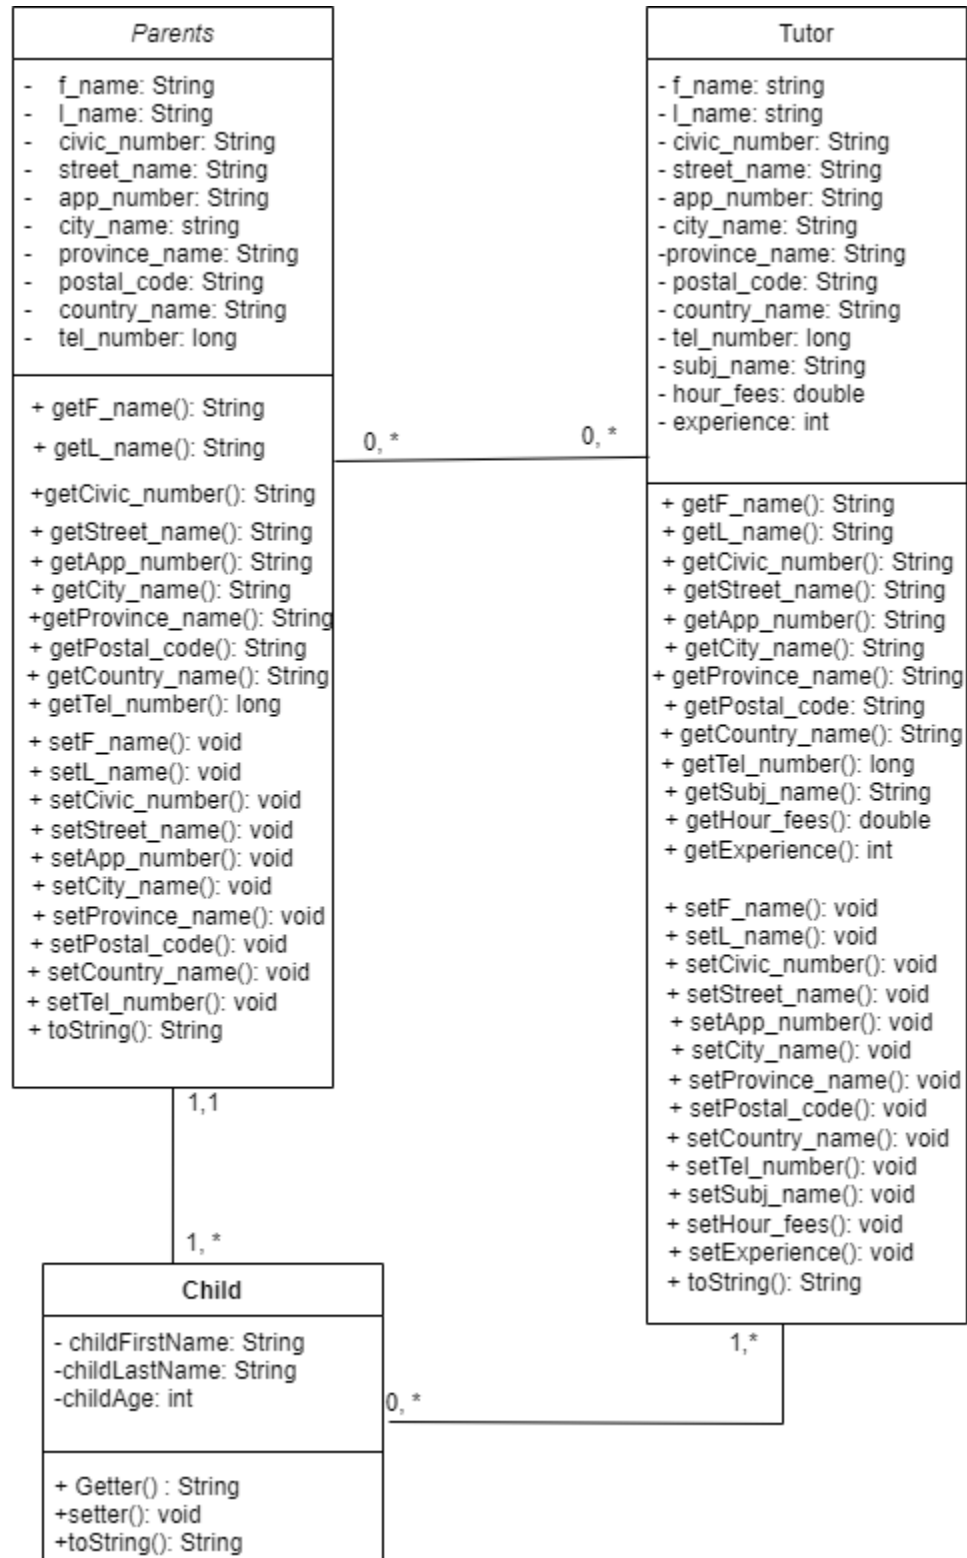 Parents
- f_name: String
- l_name: String
- civic_number: String
- street_name: String
- app_number: String
- city_name: string
- province_name: String
- postal_code: String
- country_name: String
- tel_number: long
+ getF_name(): String
+ getL_name(): String
+getCivic_number(): String
+ getStreet_name(): String
+ getApp_number(): String
+ getCity_name(): String
+getProvince_name(): String
+ getPostal_code(): String
+ getCountry_name(): String
+ getTel_number(): long
+ setF_name(): void
+ setL_name(): void
+ setCivic_number(): void
+ setStreet_name(): void
+ setApp_number(): void
+ setCity_name(): void
+ setProvince_name(): void
+ setPostal_code(): void
+ setCountry_name(): void
+ setTel_number(): void
+ toString(): String
0, *
0, *
Tutor
- f_name: string
- l_name: string
- civic_number: String
- street_name: String
- app_number: String
- city_name: String
-province_name: String
- postal_code: String
- country_name: String
- tel_number: long
- subj_name: String
- hour_fees: double
- experience: int
+ getF_name(): String
+ getL_name(): String
+ getCivic_number(): String
+ getStreet_name(): String
+ getApp_number(): String
+ getCity_name(): String
+ getProvince_name(): String
+ getPostal_code: String
+ getCountry_name(): String
+ getTel_number(): long
+ getSubj_name(): String
+ getHour_fees(): double
+ getExperience(): int
+ setF_name(): void
+ setL_name(): void
+ setCivic_number(): void
+ setStreet_name(): void
+ setApp_number(): void
+ setCity_name(): void
+ setProvince_name(): void
+ setPostal_code(): void
+ setCountry_name(): void
+ setTel_number(): void
+ setSubj_name(): void
+ setHour_fees(): void
+ setExperience(): void
+ toString(): String
1,1
1, *
1,*
0, *
Child
- childFirstName: String
-childLastName: String
-childAge: int
+ Getter() : String
+setter(): void
+toString(): String